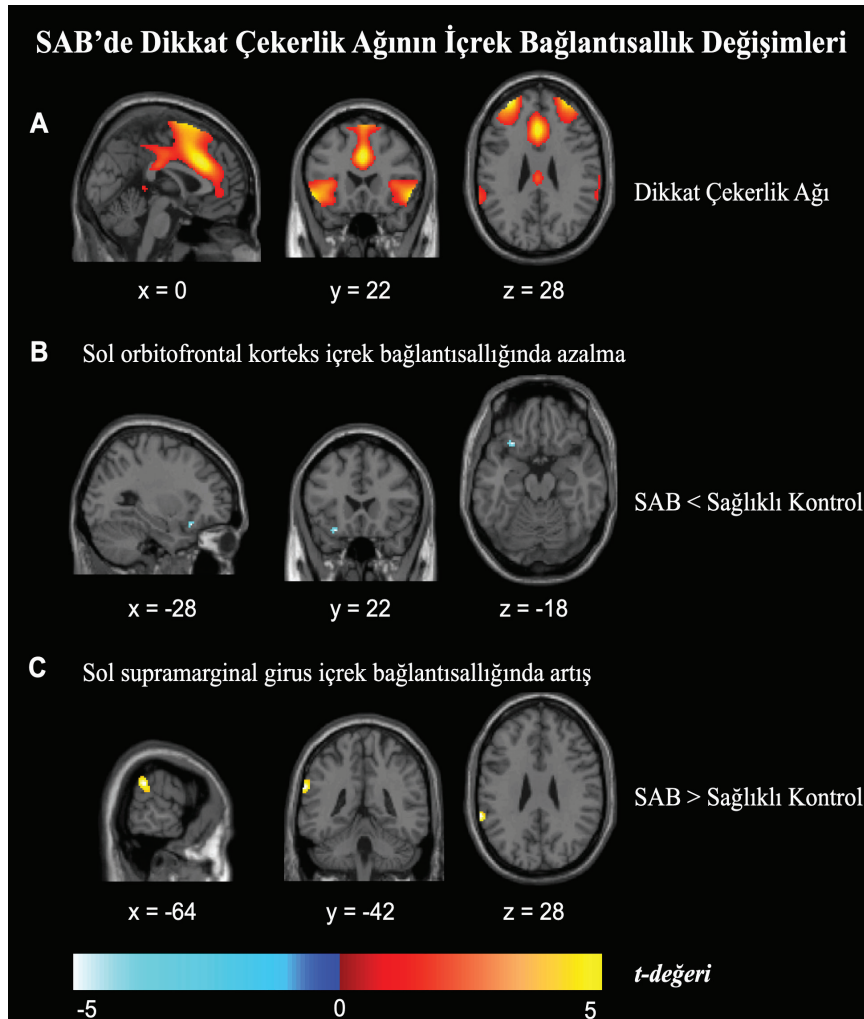 SAB'de Dikkat Çekerlik Ağının İçrek Bağlantısallık Değişimleri
A
Dikkat Çekerlik Ağı
x = 0 y = 22 z = 28
B Sol orbitofrontal korteks içrek bağlantısallığında azalma
SAB < Sağlıklı Kontrol
x = -28 y = 22 z = -18
C Sol supramarginal girus içrek bağlantısallığında artış
SAB > Sağlıklı Kontrol
x = -64 y = -42 z = 28
t-değeri
-5 0 5